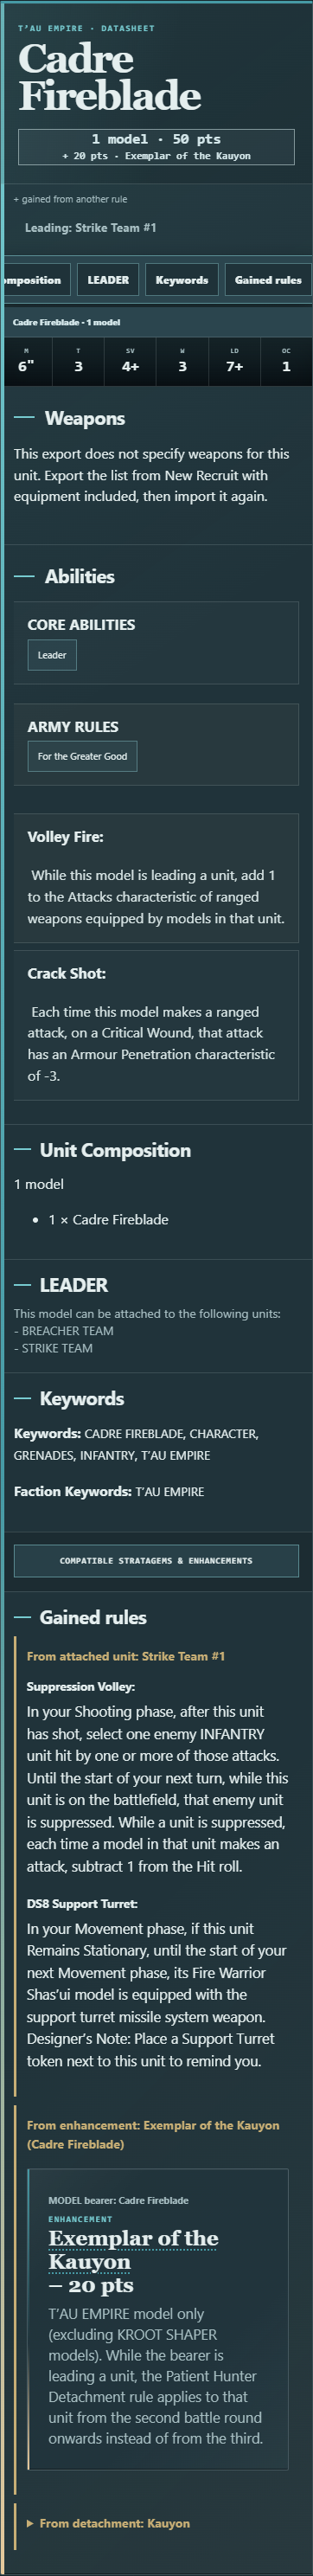 T'AU EMPIRE · DATASHEET
Cadre
Fireblade
1 model · 50 pts
+ 20 pts · Exemplar of the Kauyon
+ gained from another rule
Leading: Strike Team #1
omposition
LEADER
Keywords
Gained rules
Cadre Fireblade - 1 model
M T SV W LD OC
6" 3 4+ 3 7+ 1
Weapons
This export does not specify weapons for this
unit. Export the list from New Recruit with
equipment included, then import it again.
Abilities
CORE ABILITIES
Leader
ARMY RULES
For the Greater Good
Volley Fire:
While this model is leading a unit, add 1
to the Attacks characteristic of ranged
weapons equipped by models in that unit.
Crack Shot:
Each time this model makes a ranged
attack, on a Critical Wound, that attack
has an Armour Penetration characteristic
of -3.
Unit Composition
1 model
• 1 × Cadre Fireblade
LEADER
This model can be attached to the following units:
- BREACHER TEAM
- STRIKE TEAM
Keywords
Keywords: CADRE FIREBLADE, CHARACTER,
GRENADES, INFANTRY, T'AU EMPIRE
Faction Keywords: T'AU EMPIRE
COMPATIBLE STRATAGEMS & ENHANCEMENTS
Gained rules
From attached unit: Strike Team #1
Suppression Volley:
In your Shooting phase, after this unit
has shot, select one enemy INFANTRY
unit hit by one or more of those attacks.
Until the start of your next turn, while this
unit is on the battlefield, that enemy unit
is suppressed. While a unit is suppressed,
each time a model in that unit makes an
attack, subtract 1 from the Hit roll.
DS8 Support Turret:
In your Movement phase, if this unit
Remains Stationary, until the start of your
next Movement phase, its Fire Warrior
Shas'ui model is equipped with the
support turret missile system weapon.
Designer's Note: Place a Support Turret
token next to this unit to remind you.
From enhancement: Exemplar of the Kauyon
(Cadre Fireblade)
MODEL bearer: Cadre Fireblade
ENHANCEMENT
Exemplar of the
Kauyon
– 20 pts
T'AU EMPIRE model only
(excluding KROOT SHAPER
models). While the bearer is
leading a unit, the Patient Hunter
Detachment rule applies to that
unit from the second battle round
onwards instead of from the third.
▶ From detachment: Kauyon